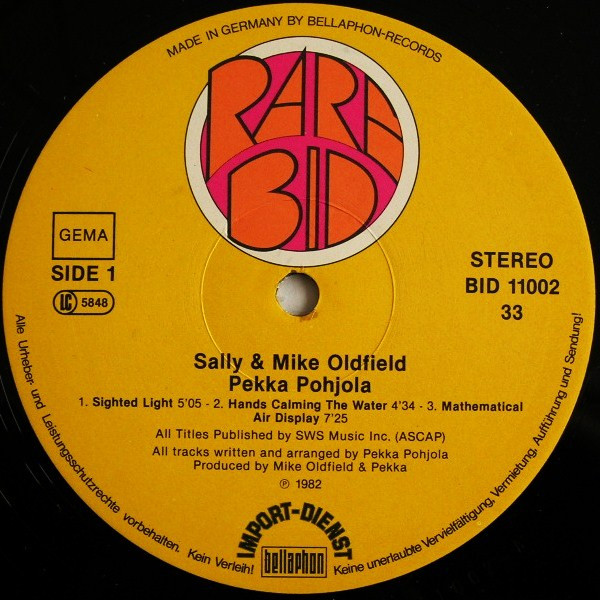 MADE IN GERMANY BY BELLAPHON-RECORDS
RARE
BID
GEMA
SIDE 1
LC 5848
STEREO
BID 11002
33
Sally & Mike Oldfield
Pekka Pohjola
1. Sighted Light 5'05 - 2. Hands Calming The Water 4'34 - 3. Mathematical
Air Display 7'25
All Titles Published by SWS Music Inc. (ASCAP)
All tracks written and arranged by Pekka Pohjola
Produced by Mike Oldfield & Pekka
℗ 1982
IMPORT-DIENST
bellaphon
Alle Urheber- und Leistungsschutzrechte vorbehalten. Kein Verleih! Keine unerlaubte Vervielfältigung, Vermietung, Aufführung und Sendung!